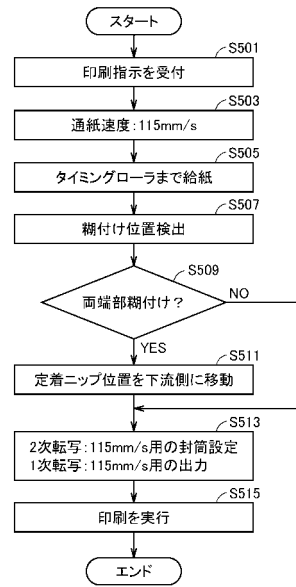 スタート
S501
印刷指示を受付
S503
通紙速度:115mm/s
S505
タイミングローラまで給紙
S507
糊付け位置検出
S509
両端部糊付け?
NO
YES
S511
定着ニップ位置を下流側に移動
S513
2次転写:115mm/s用の封筒設定
1次転写:115mm/s用の出力
S515
印刷を実行
エンド